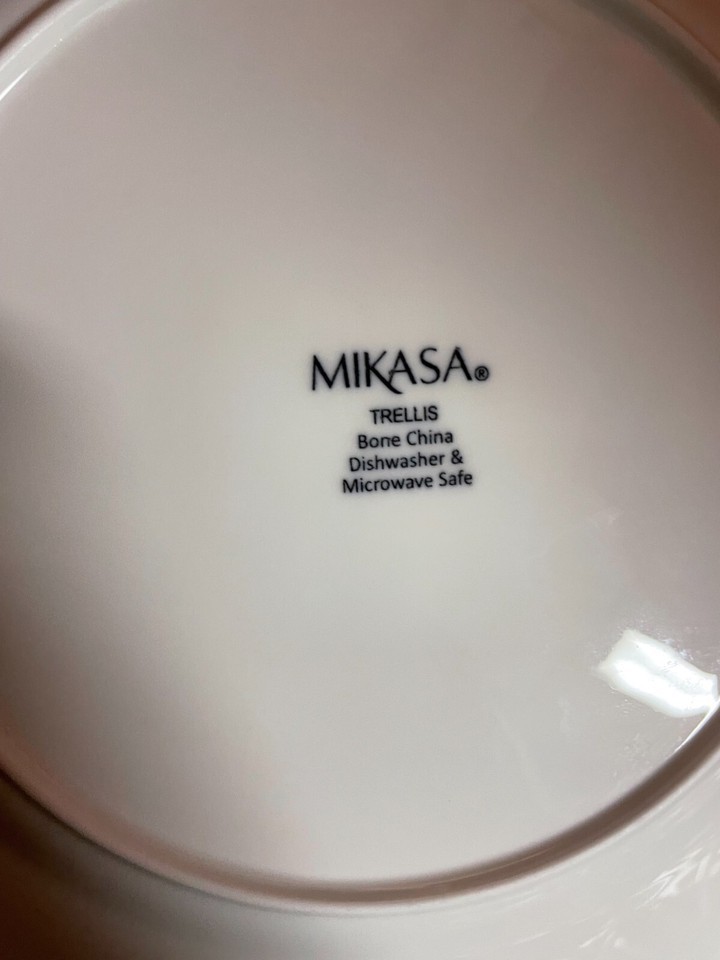 MIKASA®
TRELLIS
Bone China
Dishwasher &
Microwave Safe